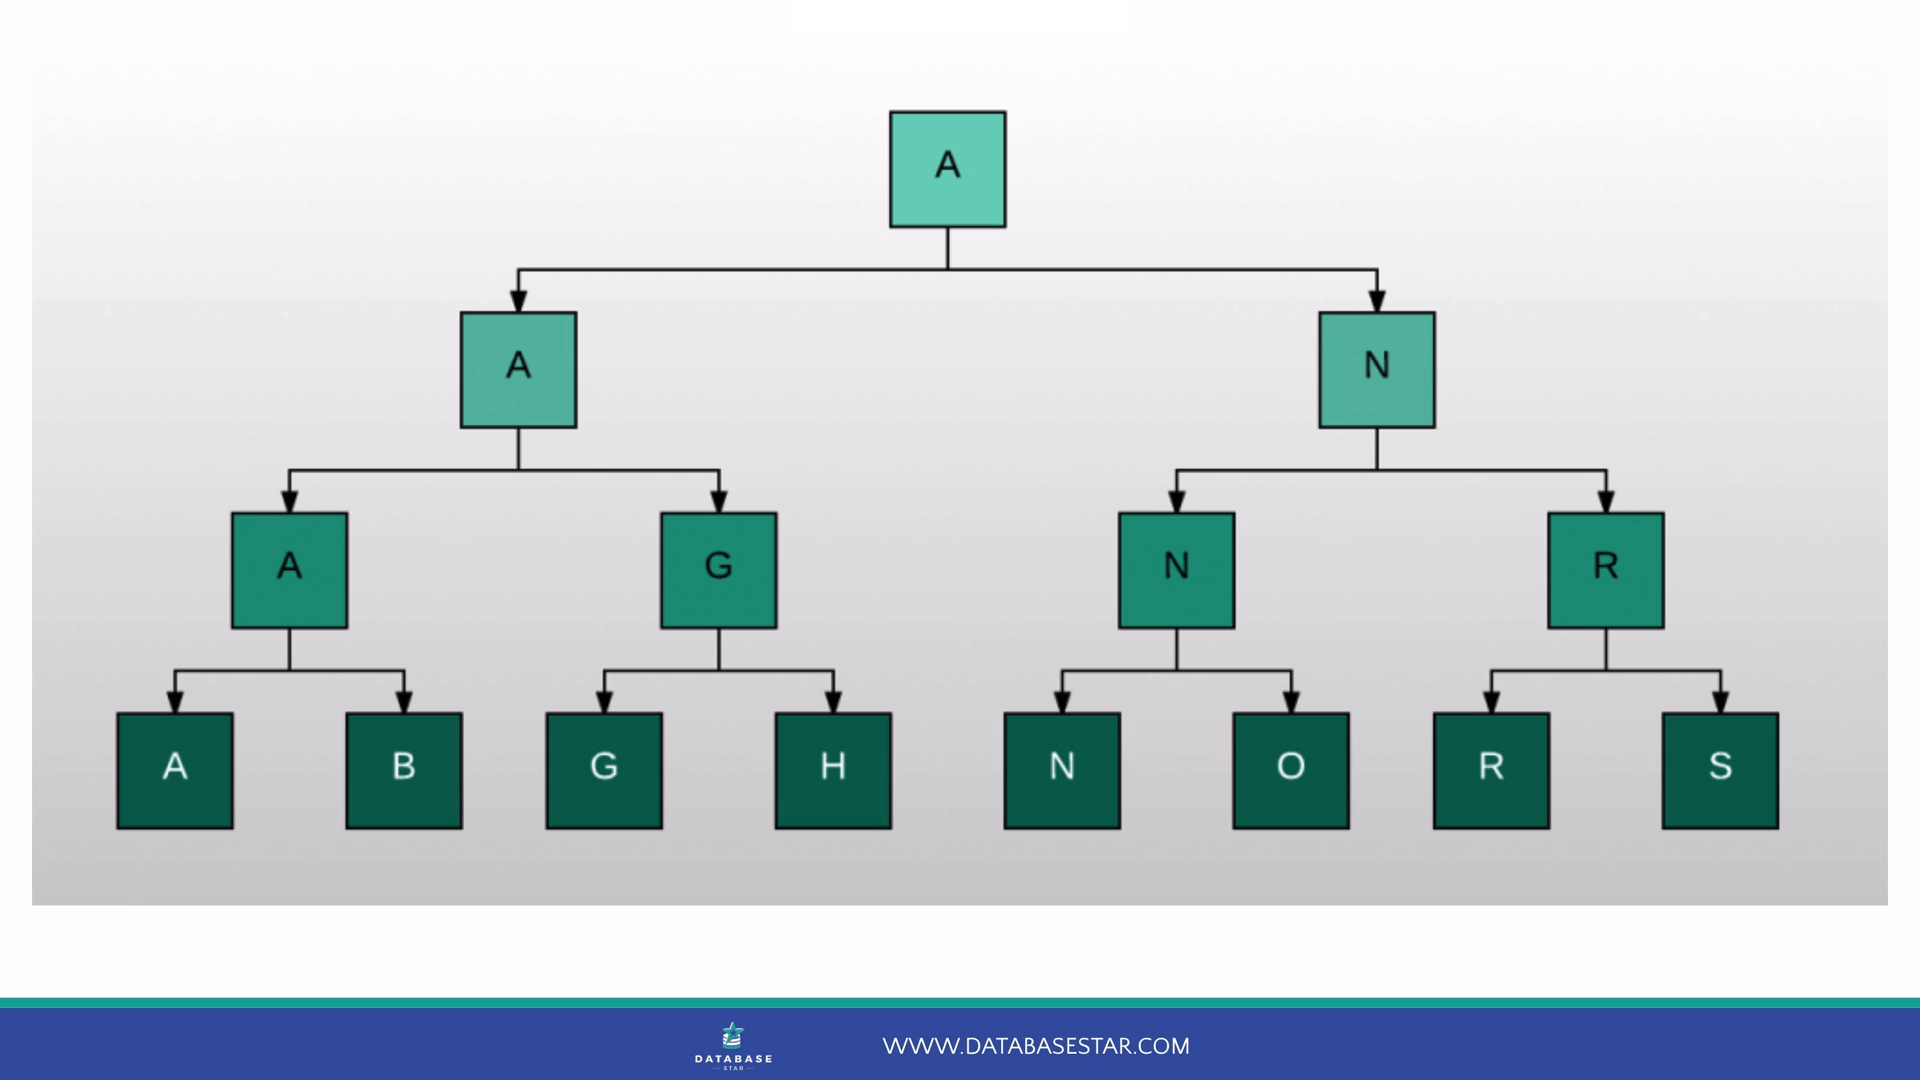 A
A N
A G N R
A B G H N O R S
DATABASE
STAR
WWW.DATABASESTAR.COM